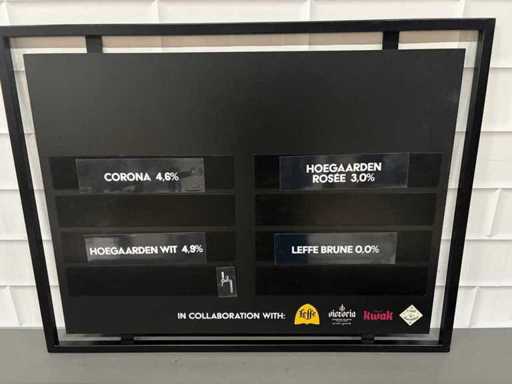 CORONA 4,6%
HOEGAARDEN
ROSÉE 3,0%
HOEGAARDEN WIT 4,9%
LEFFE BRUNE 0,0%
IN COLLABORATION WITH:
Leffe
victoria
kwak